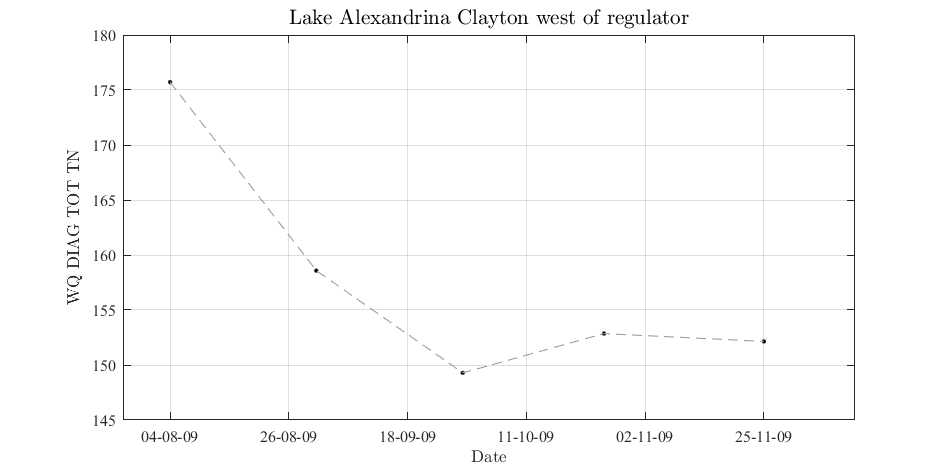 Lake Alexandrina Clayton west of regulator
WQ DIAG TOT TN
180
175
170
165
160
155
150
145
04-08-09 26-08-09 18-09-09 11-10-09 02-11-09 25-11-09
Date